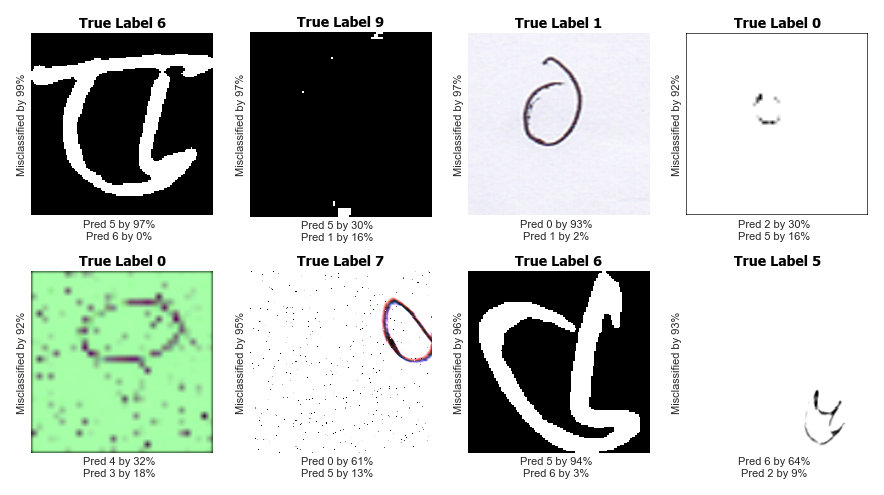 True Label 6
Misclassified by 99%
Pred 5 by 97%
Pred 6 by 0%
True Label 9
Misclassified by 97%
Pred 5 by 30%
Pred 1 by 16%
True Label 1
Misclassified by 97%
Pred 0 by 93%
Pred 1 by 2%
True Label 0
Misclassified by 92%
Pred 2 by 30%
Pred 5 by 16%
True Label 0
Misclassified by 92%
Pred 4 by 32%
Pred 3 by 18%
True Label 7
Misclassified by 95%
Pred 0 by 61%
Pred 5 by 13%
True Label 6
Misclassified by 96%
Pred 5 by 94%
Pred 6 by 3%
True Label 5
Misclassified by 93%
Pred 6 by 64%
Pred 2 by 9%